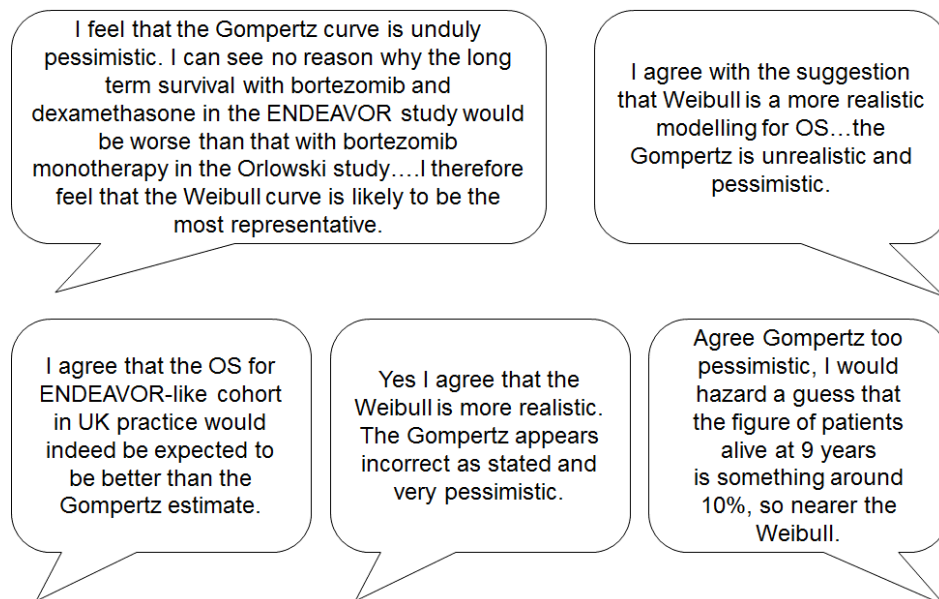 I feel that the Gompertz curve is unduly
pessimistic. I can see no reason why the long
term survival with bortezomib and
dexamethasone in the ENDEAVOR study would
be worse than that with bortezomib
monotherapy in the Orlowski study….I therefore
feel that the Weibull curve is likely to be the
most representative.
I agree with the suggestion
that Weibull is a more realistic
modelling for OS…the
Gompertz is unrealistic and
pessimistic.
I agree that the OS for
ENDEAVOR-like cohort
in UK practice would
indeed be expected to
be better than the
Gompertz estimate.
Yes I agree that the
Weibull is more realistic.
The Gompertz appears
incorrect as stated and
very pessimistic.
Agree Gompertz too
pessimistic, I would
hazard a guess that
the figure of patients
alive at 9 years
is something around
10%, so nearer the
Weibull.